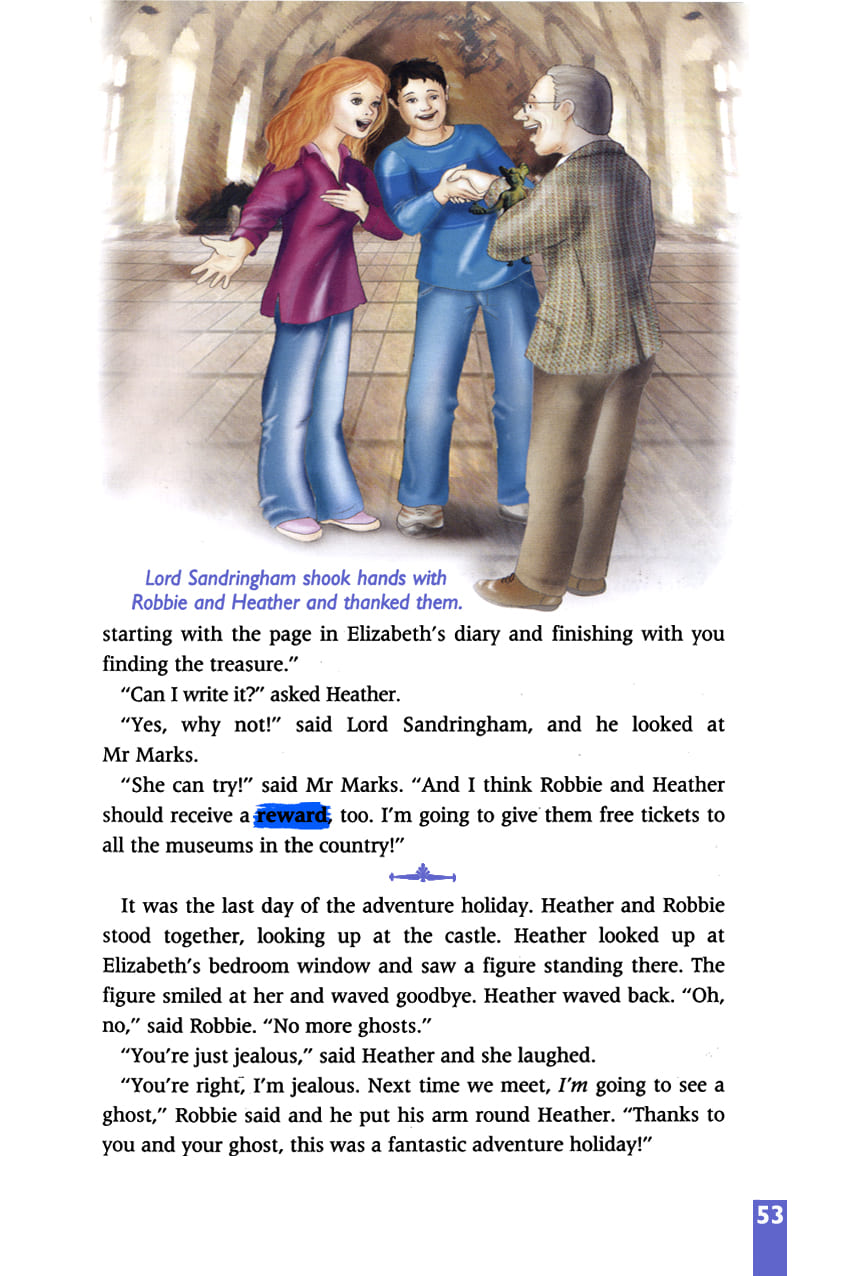 Lord Sandringham shook hands with
Robbie and Heather and thanked them.
starting with the page in Elizabeth's diary and finishing with you
finding the treasure."
"Can I write it?" asked Heather.
"Yes, why not!" said Lord Sandringham, and he looked at
Mr Marks.
"She can try!" said Mr Marks. "And I think Robbie and Heather
should receive a reward, too. I'm going to give them free tickets to
all the museums in the country!"
It was the last day of the adventure holiday. Heather and Robbie
stood together, looking up at the castle. Heather looked up at
Elizabeth's bedroom window and saw a figure standing there. The
figure smiled at her and waved goodbye. Heather waved back. "Oh,
no," said Robbie. "No more ghosts."
"You're just jealous," said Heather and she laughed.
"You're right, I'm jealous. Next time we meet, I'm going to see a
ghost," Robbie said and he put his arm round Heather. "Thanks to
you and your ghost, this was a fantastic adventure holiday!"
53